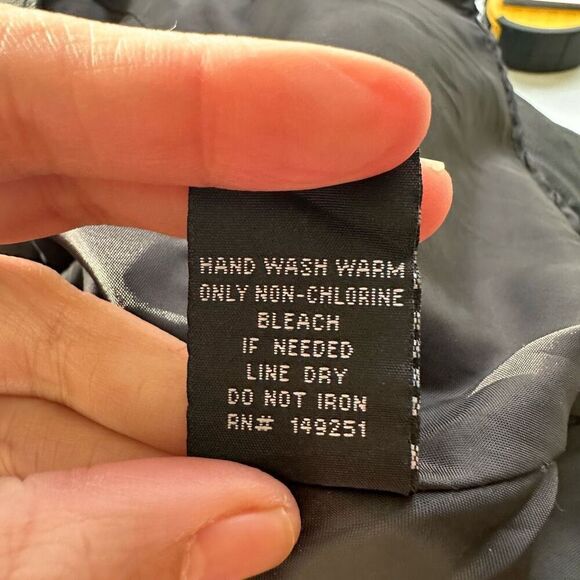 HAND WASH WARM
ONLY NON-CHLORINE
BLEACH
IF NEEDED
LINE DRY
DO NOT IRON
RN# 149251